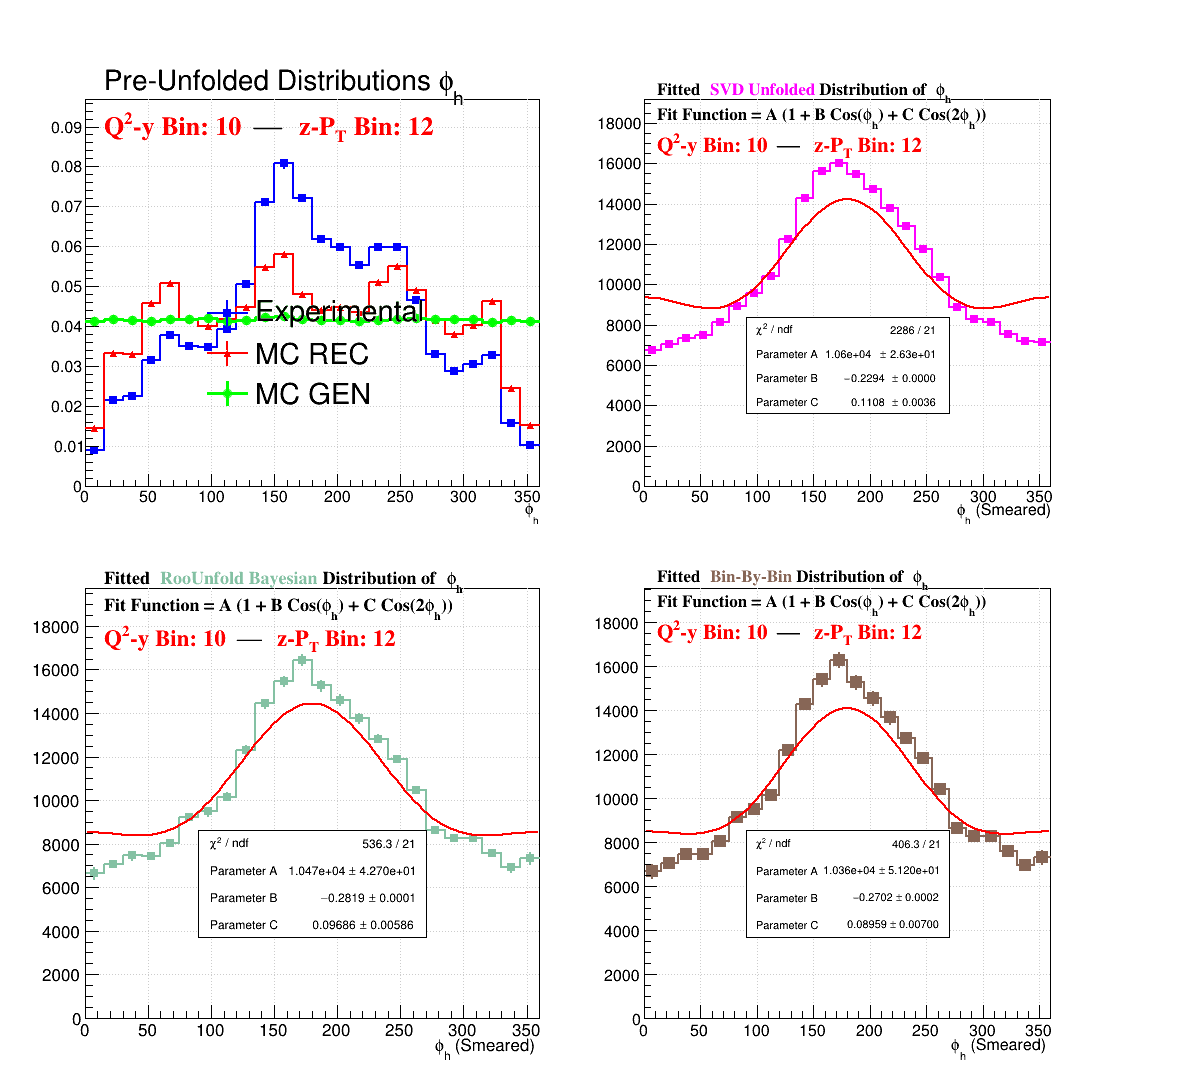 Pre-Unfolded Distributions ϕh
Q²-y Bin: 10 — z-PT Bin: 12
0.09
0.08
0.07
0.06
0.05
0.04
0.03
0.02
0.01
0
Experimental
MC REC
MC GEN
0 50 100 150 200 250 300 350
ϕh
Fitted SVD Unfolded Distribution of ϕh
Fit Function = A (1 + B Cos(ϕh) + C Cos(2ϕh))
Q²-y Bin: 10 — z-PT Bin: 12
18000
16000
14000
12000
10000
8000
6000
4000
2000
0
χ² / ndf 2286 / 21
Parameter A 1.06e+04 ± 2.63e+01
Parameter B −0.2294 ± 0.0000
Parameter C 0.1108 ± 0.0036
0 50 100 150 200 250 300 350
ϕh (Smeared)
Fitted RooUnfold Bayesian Distribution of ϕh
Fit Function = A (1 + B Cos(ϕh) + C Cos(2ϕh))
Q²-y Bin: 10 — z-PT Bin: 12
18000
16000
14000
12000
10000
8000
6000
4000
2000
0
χ² / ndf 536.3 / 21
Parameter A 1.047e+04 ± 4.270e+01
Parameter B −0.2819 ± 0.0001
Parameter C 0.09686 ± 0.00586
0 50 100 150 200 250 300 350
ϕh (Smeared)
Fitted Bin-By-Bin Distribution of ϕh
Fit Function = A (1 + B Cos(ϕh) + C Cos(2ϕh))
Q²-y Bin: 10 — z-PT Bin: 12
18000
16000
14000
12000
10000
8000
6000
4000
2000
0
χ² / ndf 406.3 / 21
Parameter A 1.036e+04 ± 5.120e+01
Parameter B −0.2702 ± 0.0002
Parameter C 0.08959 ± 0.00700
0 50 100 150 200 250 300 350
ϕh (Smeared)